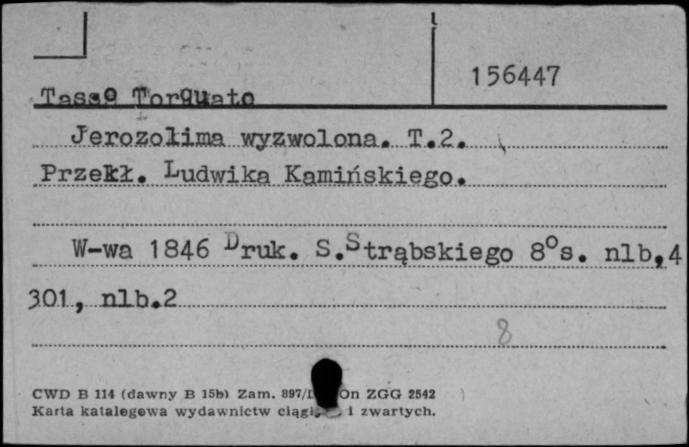 156447
Tasso Torquato
Jerozolima wyzwolona. T.2.
Przekł. Ludwika Kamińskiego.
W-wa 1846 Druk. S.Strąbskiego 8°s. nlb,4
301, nlb.2
8
CWD B 114 (dawny B 15b) Zam. 897/ On ZGG 2542
Karta katalogowa wydawnictw i zwartych.